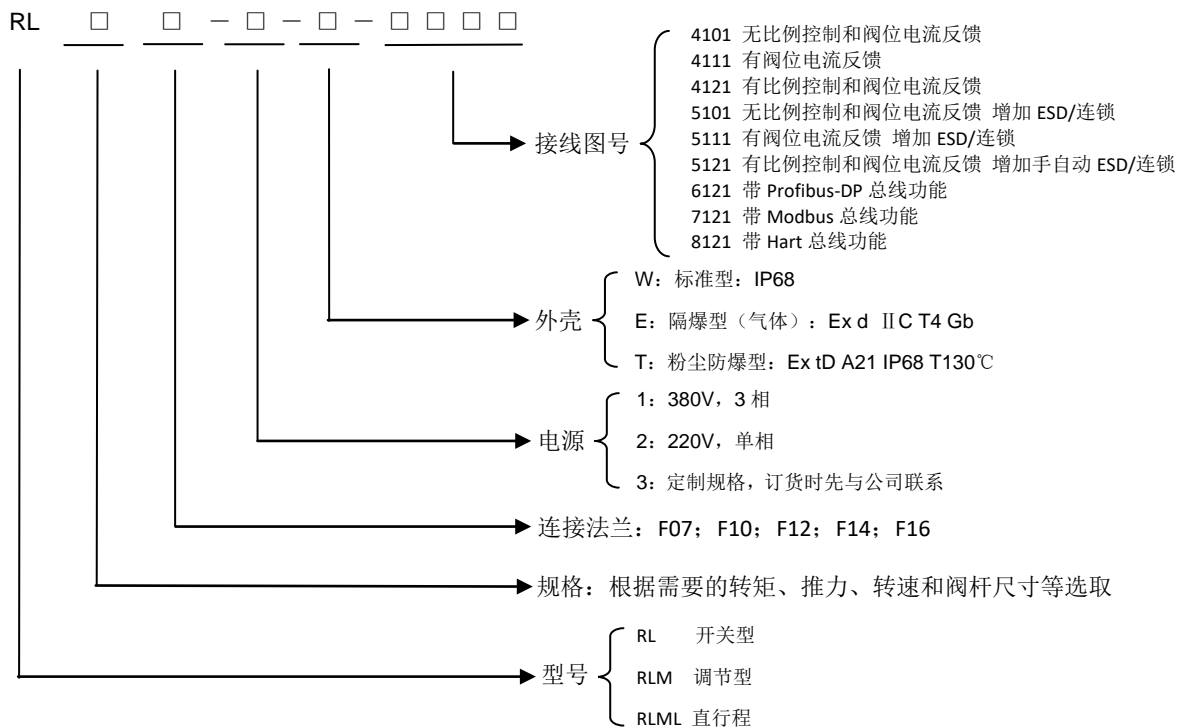 RL □ □ - □ - □ - □ □ □ □
4101 无比例控制和阀位电流反馈
4111 有阀位电流反馈
4121 有比例控制和阀位电流反馈
5101 无比例控制和阀位电流反馈 增加 ESD/连锁
5111 有阀位电流反馈 增加 ESD/连锁
5121 有比例控制和阀位电流反馈 增加手自动 ESD/连锁
6121 带 Profibus-DP 总线功能
7121 带 Modbus 总线功能
8121 带 Hart 总线功能
接线图号
W：标准型：IP68
E：隔爆型（气体）：Ex d ⅡC T4 Gb
T：粉尘防爆型：Ex tD A21 IP68 T130℃
外壳
1：380V，3 相
2：220V，单相
3：定制规格，订货时先与公司联系
电源
连接法兰：F07；F10；F12；F14；F16
规格：根据需要的转矩、推力、转速和阀杆尺寸等选取
型号
RL 开关型
RLM 调节型
RLML 直行程